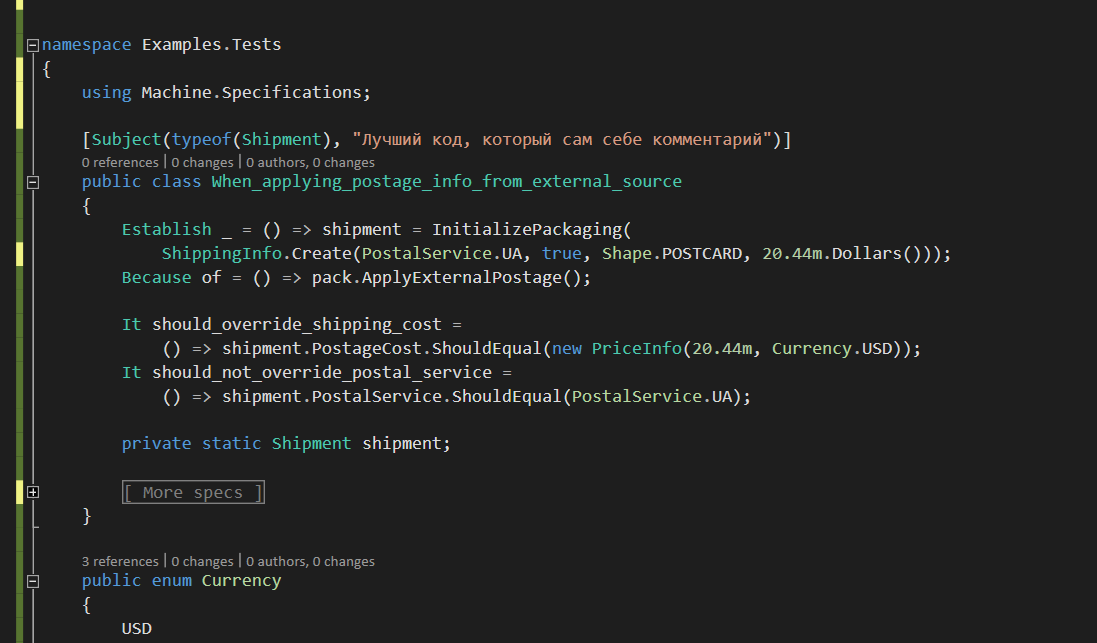 namespace Examples.Tests
{
using Machine.Specifications;
[Subject(typeof(Shipment), "Лучший код, который сам себе комментарий")]
0 references | 0 changes | 0 authors, 0 changes
public class When_applying_postage_info_from_external_source
{
Establish _ = () => shipment = InitializePackaging(
ShippingInfo.Create(PostalService.UA, true, Shape.POSTCARD, 20.44m.Dollars()));
Because of = () => pack.ApplyExternalPostage();
It should_override_shipping_cost =
() => shipment.PostageCost.ShouldEqual(new PriceInfo(20.44m, Currency.USD));
It should_not_override_postal_service =
() => shipment.PostalService.ShouldEqual(PostalService.UA);
private static Shipment shipment;
[ More specs ]
}
3 references | 0 changes | 0 authors, 0 changes
public enum Currency
{
USD